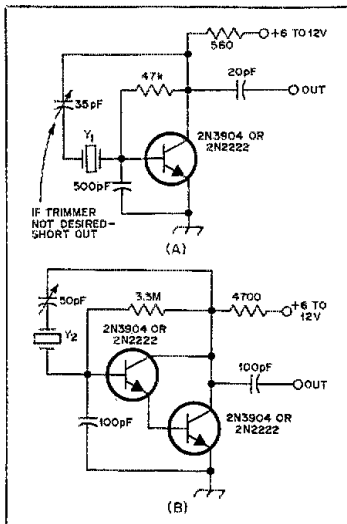 +6 TO 12V
560
47k
20pF
OUT
35pF
Y1
2N3904 OR
2N2222
500pF
IF TRIMMER
NOT DESIRED-
SHORT OUT
(A)
50pF
3.3M
4700
+6 TO
12V
Y2
2N3904 OR
2N2222
100pF
OUT
100pF
2N3904 OR
2N2222
(B)